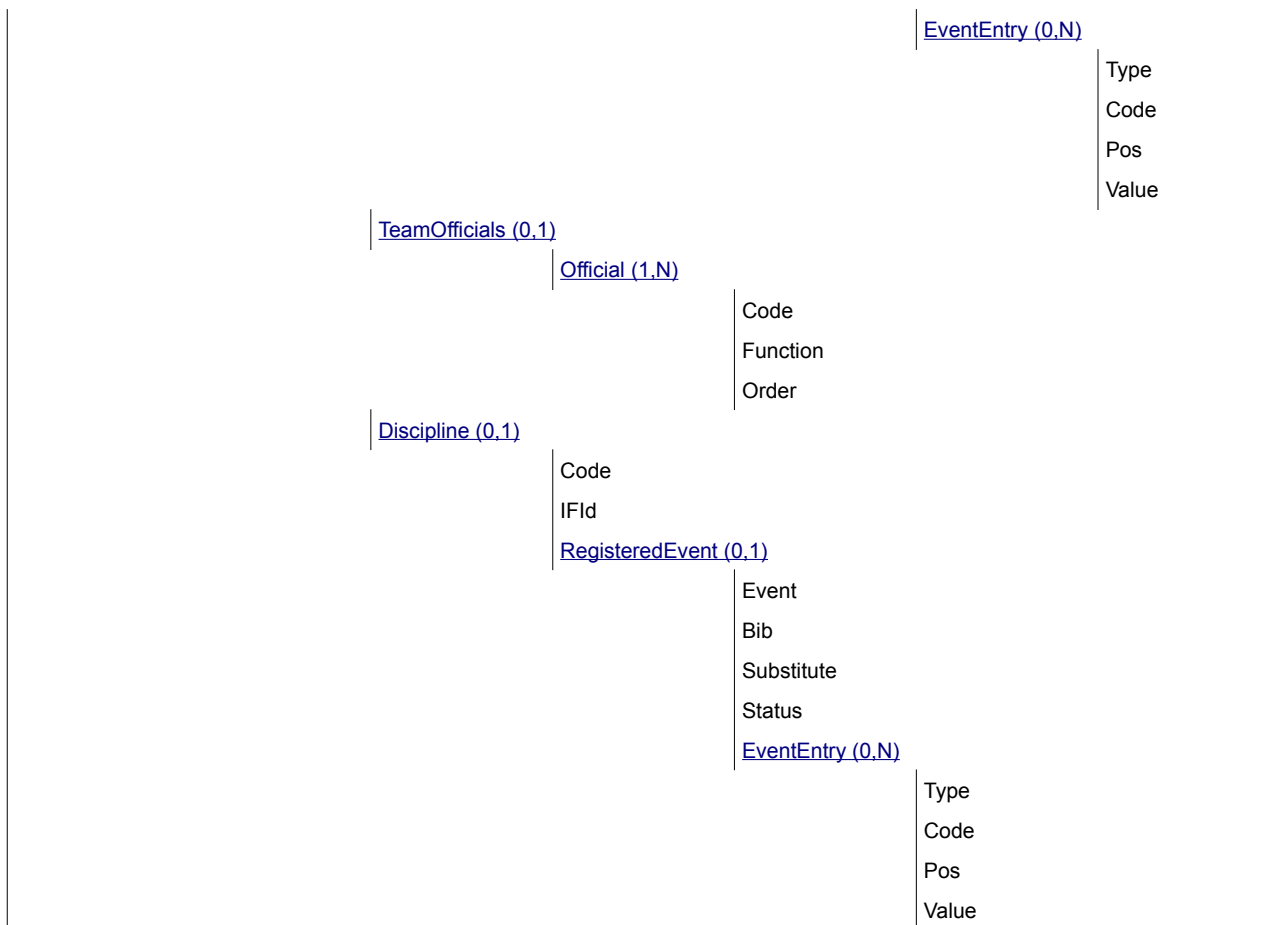 EventEntry (0,N)
Type
Code
Pos
Value
TeamOfficials (0,1)
Official (1,N)
Code
Function
Order
Discipline (0,1)
Code
IFId
RegisteredEvent (0,1)
Event
Bib
Substitute
Status
EventEntry (0,N)
Type
Code
Pos
Value